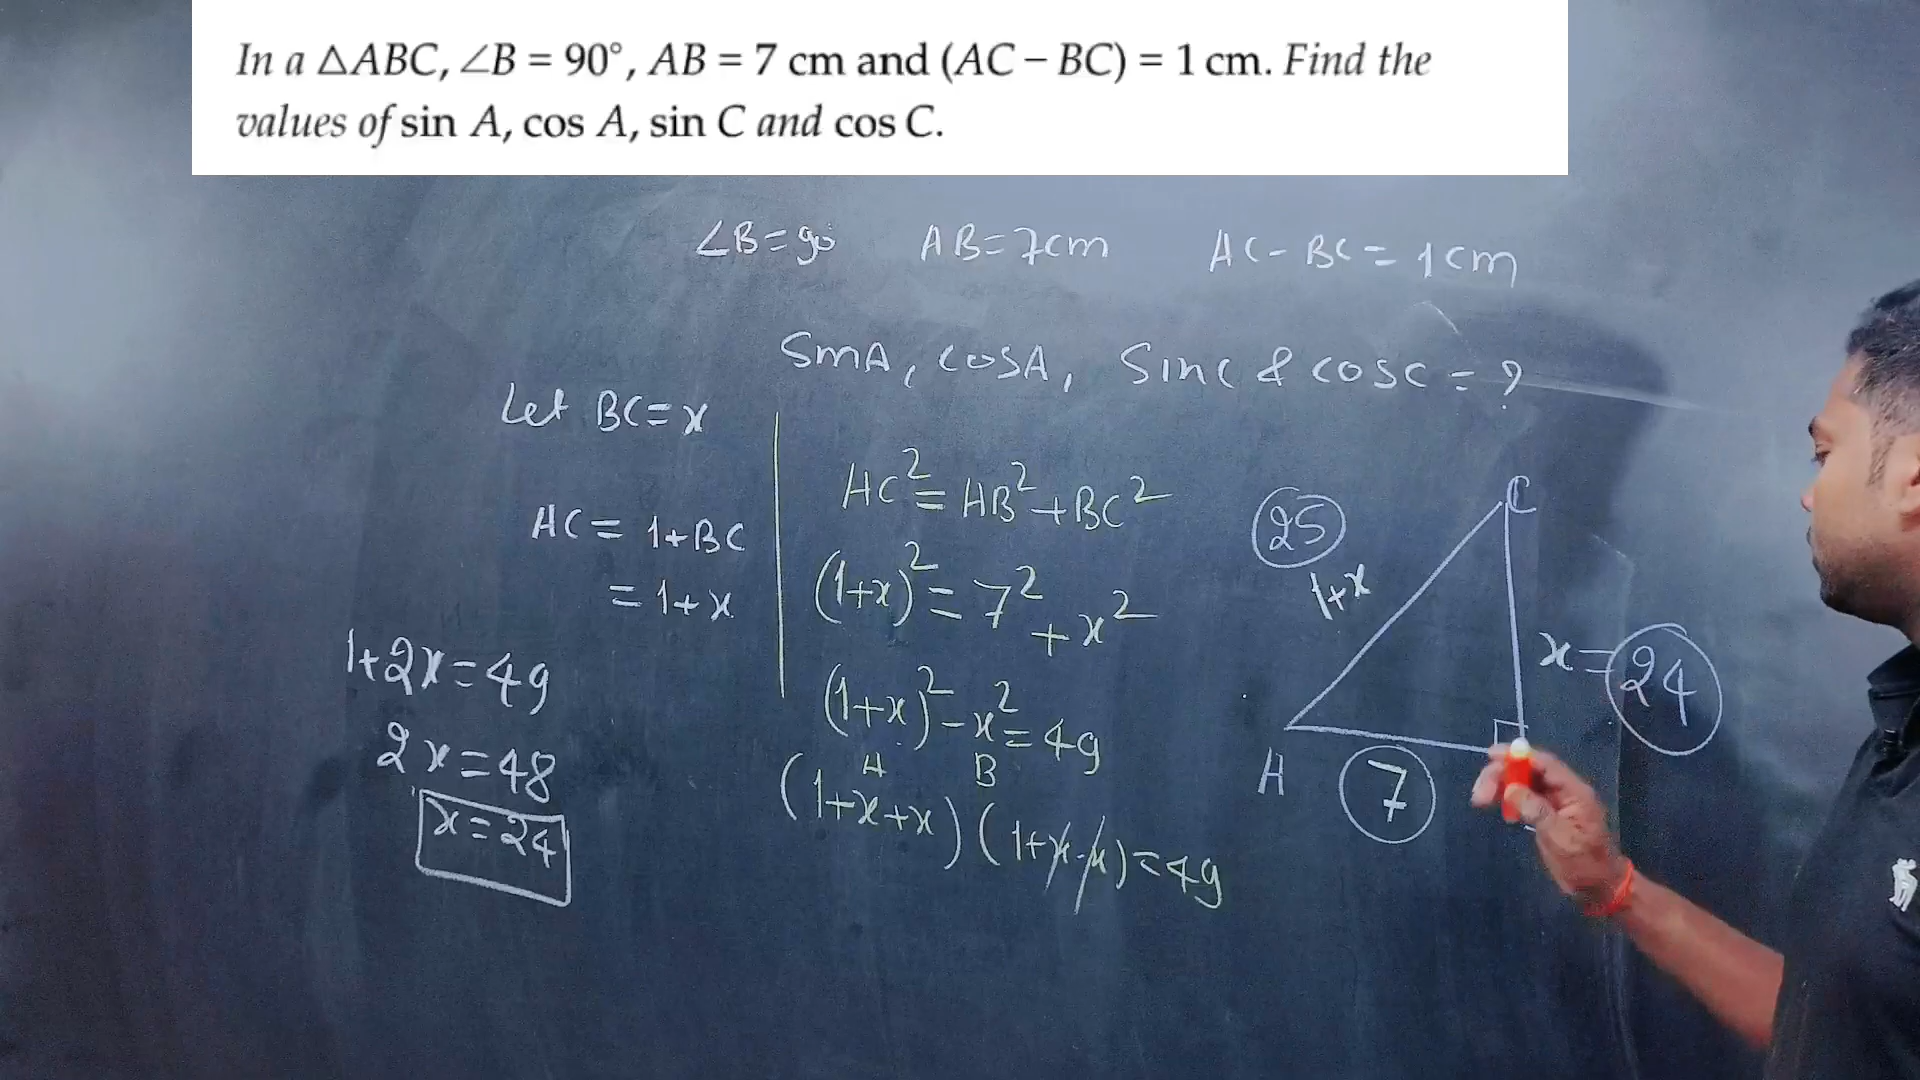 In a △ABC, ∠B = 90°, AB = 7 cm and (AC − BC) = 1 cm. Find the
values of sin A, cos A, sin C and cos C.
∠B=90° AB=7cm AC-BC=1cm
SinA, COSA, SinC & COSC=?
Let BC=x
AC=1+BC
=1+x
1+2x=49
2x=48
x=24
AC²=AB²+BC²
(1+x)²=7²+x²
(1+x)²-x²=49
A B
(1+x+x)(1+x-x)=49
C
25
1+x
x=24
A 7